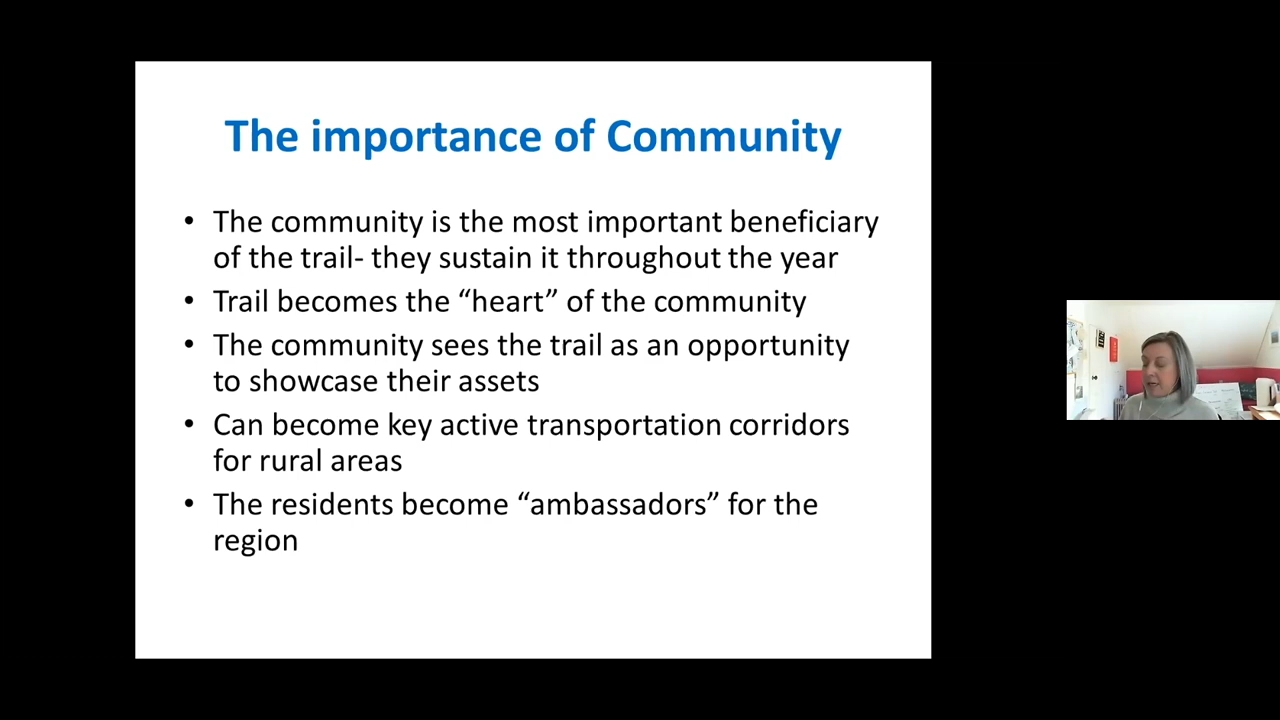 The importance of Community
• The community is the most important beneficiary
of the trail- they sustain it throughout the year
• Trail becomes the “heart” of the community
• The community sees the trail as an opportunity
to showcase their assets
• Can become key active transportation corridors
for rural areas
• The residents become “ambassadors” for the
region